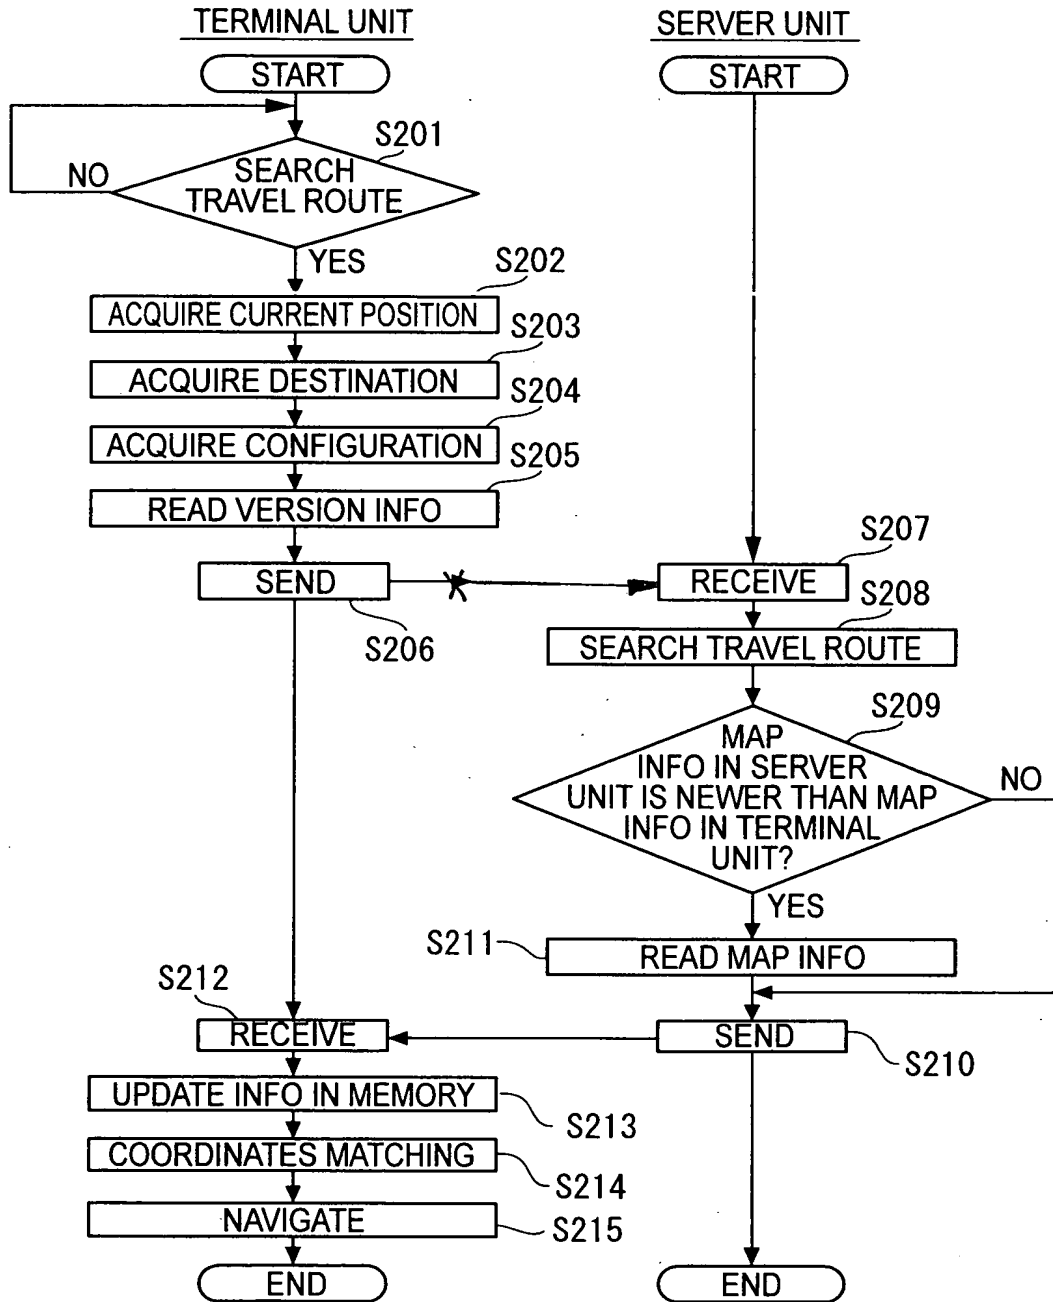 TERMINAL UNIT
START
S201
SEARCH
TRAVEL ROUTE
NO
YES
S202
ACQUIRE CURRENT POSITION
S203
ACQUIRE DESTINATION
S204
ACQUIRE CONFIGURATION
S205
READ VERSION INFO
SEND
S206
SERVER UNIT
START
S207
RECEIVE
S208
SEARCH TRAVEL ROUTE
S209
MAP
INFO IN SERVER
UNIT IS NEWER THAN MAP
INFO IN TERMINAL
UNIT?
NO
YES
S211
READ MAP INFO
SEND
S210
END
S212
RECEIVE
UPDATE INFO IN MEMORY
S213
COORDINATES MATCHING
S214
NAVIGATE
S215
END